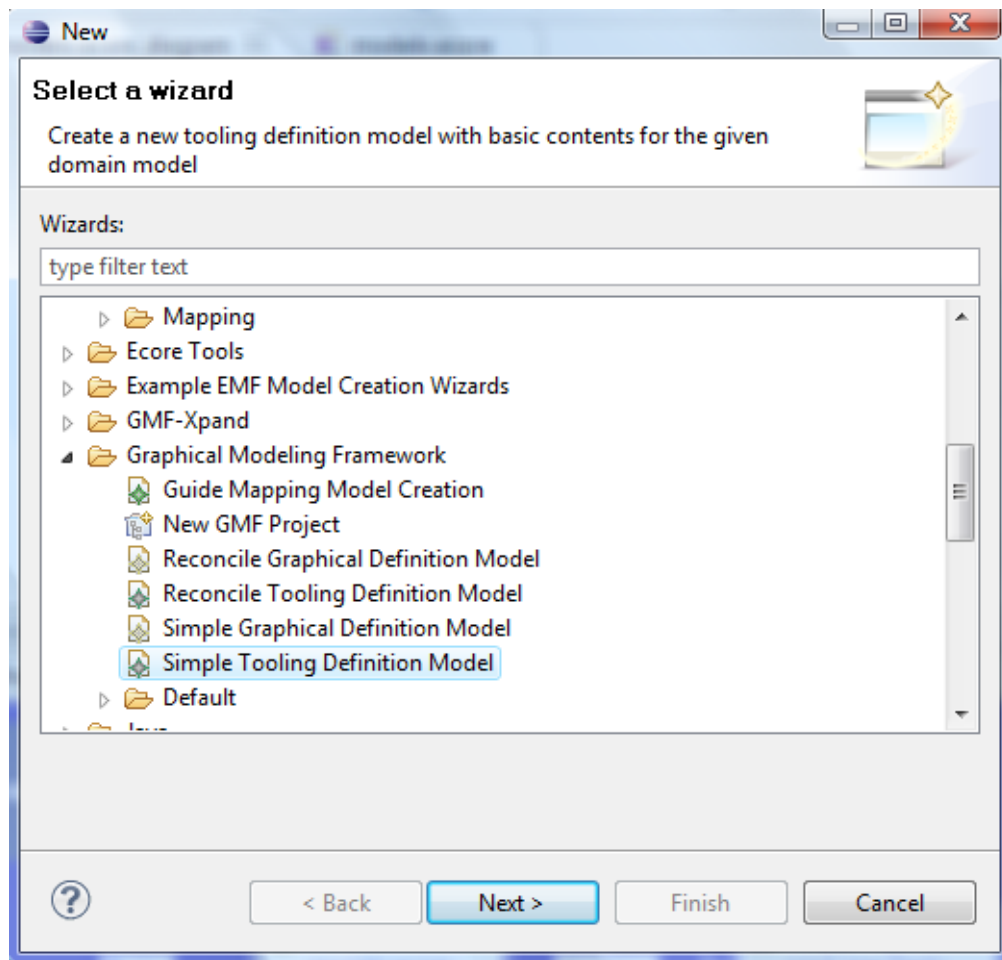 New
Select a wizard
Create a new tooling definition model with basic contents for the given
domain model
Wizards:
type filter text
Mapping
Ecore Tools
Example EMF Model Creation Wizards
GMF-Xpand
Graphical Modeling Framework
Guide Mapping Model Creation
New GMF Project
Reconcile Graphical Definition Model
Reconcile Tooling Definition Model
Simple Graphical Definition Model
Simple Tooling Definition Model
Default
? < Back Next > Finish Cancel